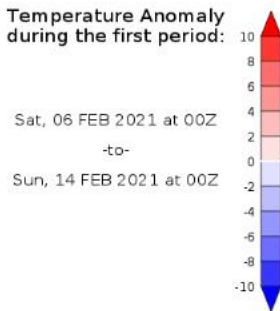 Temperature Anomaly
during the first period:
Sat, 06 FEB 2021 at 00Z
-to-
Sun, 14 FEB 2021 at 00Z
10
8
6
4
2
0
-2
-4
-6
-8
-10